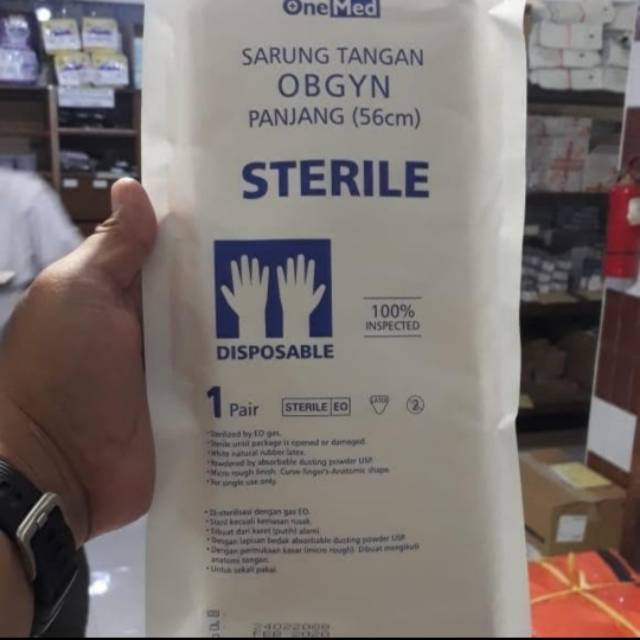 OneMed
SARUNG TANGAN
OBGYN
PANJANG (56cm)
STERILE
DISPOSABLE
100%
INSPECTED
1 Pair
STERILE EO
LATEX
2
• Sterilized by EO gas.
• Sterile until package is opened or damaged.
• White natural rubber latex.
• Powdered by absorbable dusting powder USP.
• Micro rough finish. Curve finger's-Anatomic shape.
• For single use only.
• Di-sterilisasi dengan gas EO.
• Steril kecuali kemasan rusak.
• Dibuat dari karet (putih) alami.
• Dengan lapisan bedak absorbable dusting powder USP.
• Dengan permukaan kasar (micro rough). Dibuat mengikuti
anatomi tangan.
• Untuk sekali pakai.
24022088
FEB